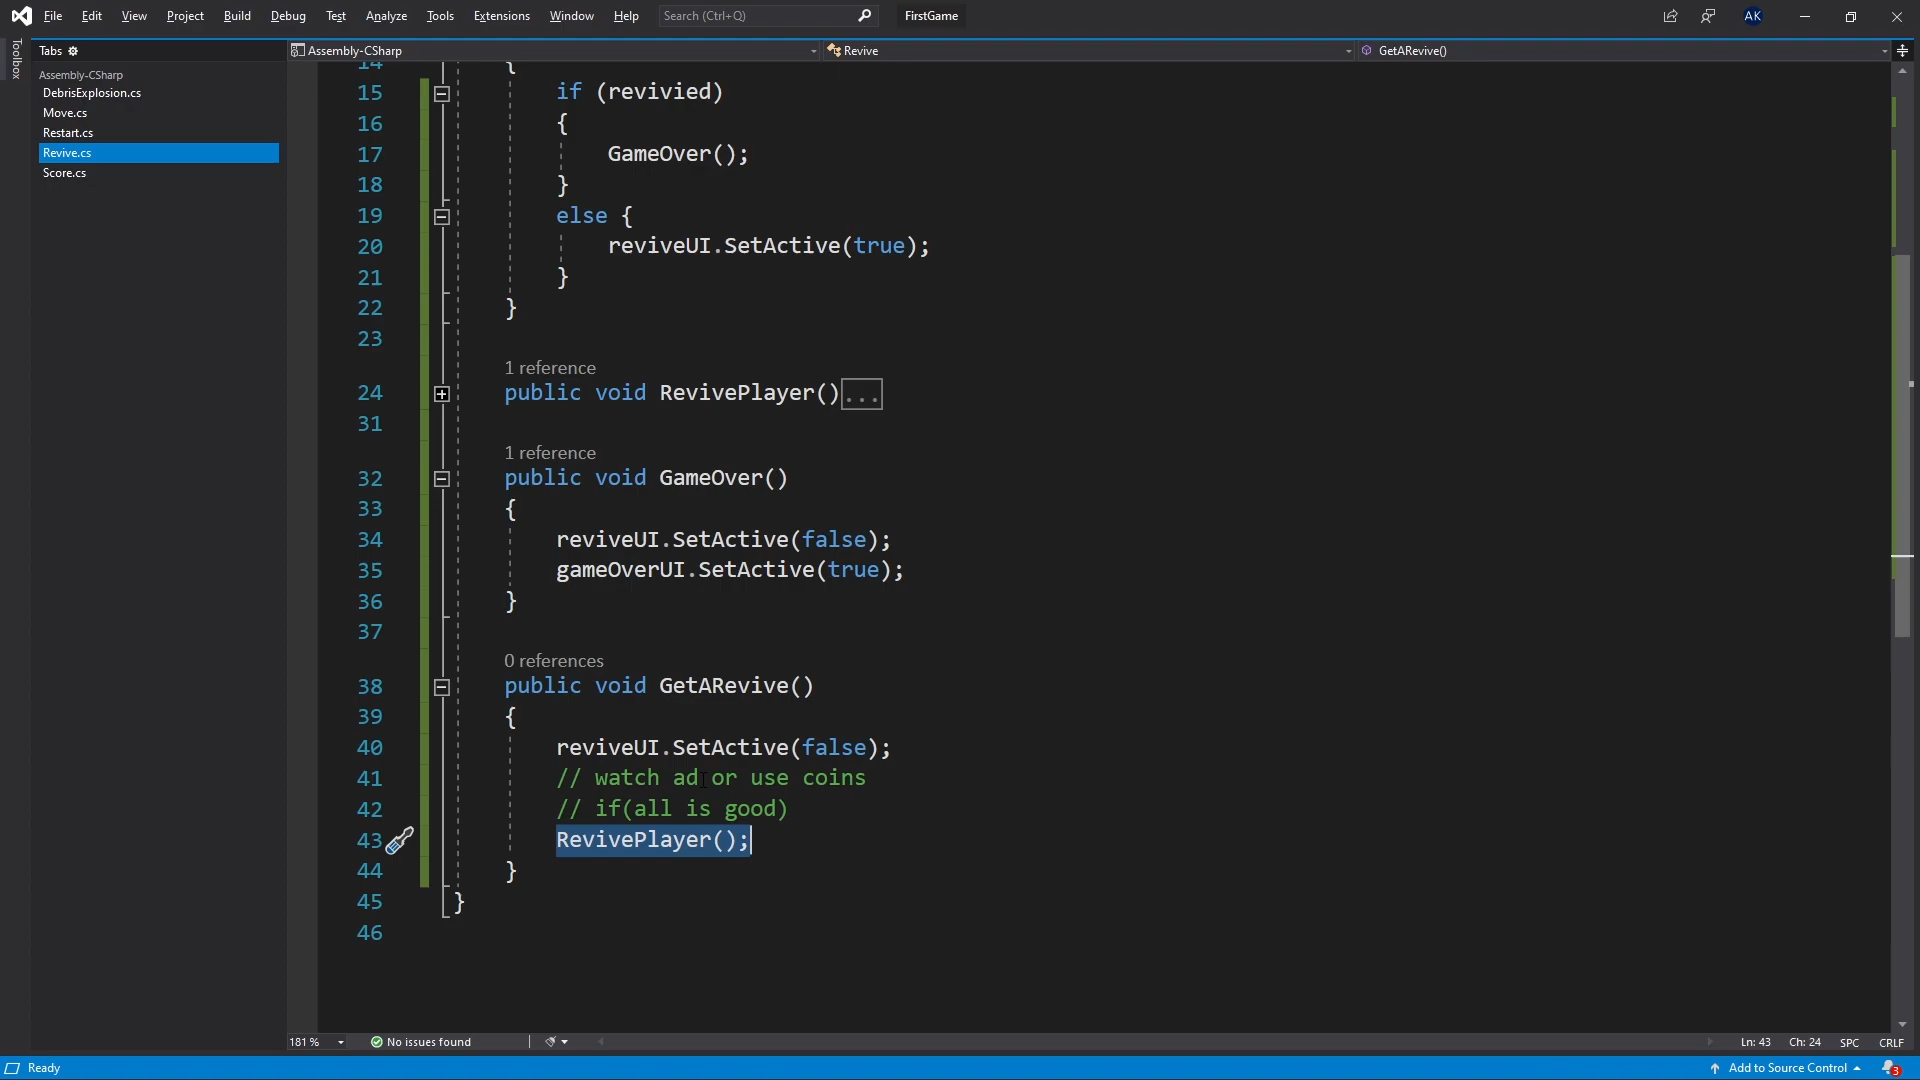 File Edit View Project Build Debug Test Analyze Tools Extensions Window Help Search (Ctrl+Q) FirstGame AK
Toolbox
Tabs
Assembly-CSharp
DebrisExplosion.cs
Move.cs
Restart.cs
Revive.cs
Score.cs
Assembly-CSharp Revive GetARevive()
14 {
15 if (revivied)
16 {
17 GameOver();
18 }
19 else {
20 reviveUI.SetActive(true);
21 }
22 }
23
1 reference
24 public void RevivePlayer()...
31
1 reference
32 public void GameOver()
33 {
34 reviveUI.SetActive(false);
35 gameOverUI.SetActive(true);
36 }
37
0 references
38 public void GetARevive()
39 {
40 reviveUI.SetActive(false);
41 // watch ad or use coins
42 // if(all is good)
43 RevivePlayer();
44 }
45 }
46
181 % No issues found Ln: 43 Ch: 24 SPC CRLF
Ready Add to Source Control 3